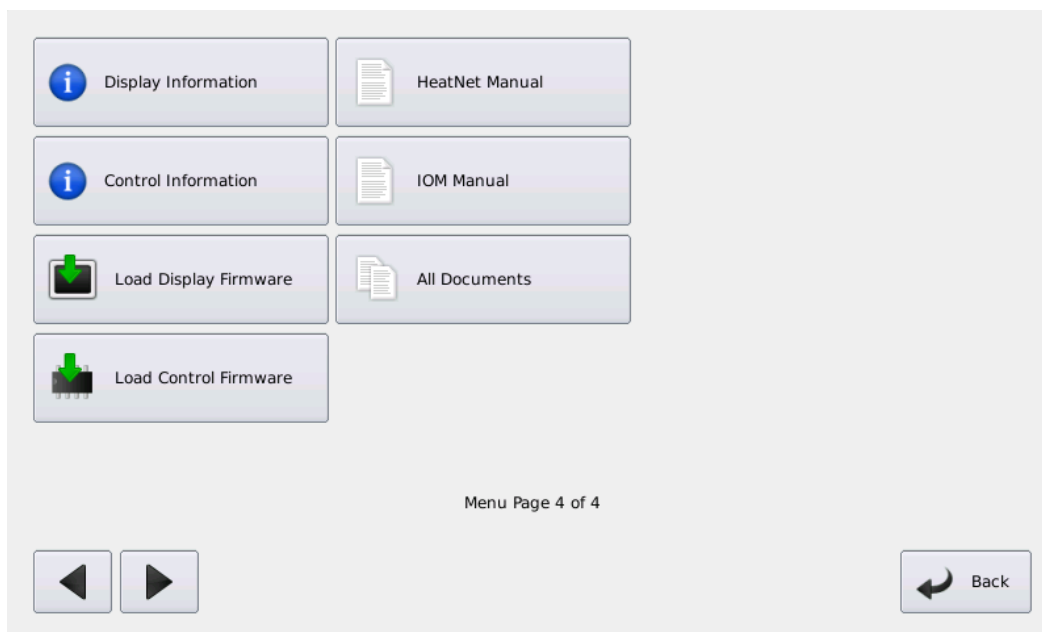 Display Information
HeatNet Manual
Control Information
IOM Manual
Load Display Firmware
All Documents
Load Control Firmware
Menu Page 4 of 4
Back